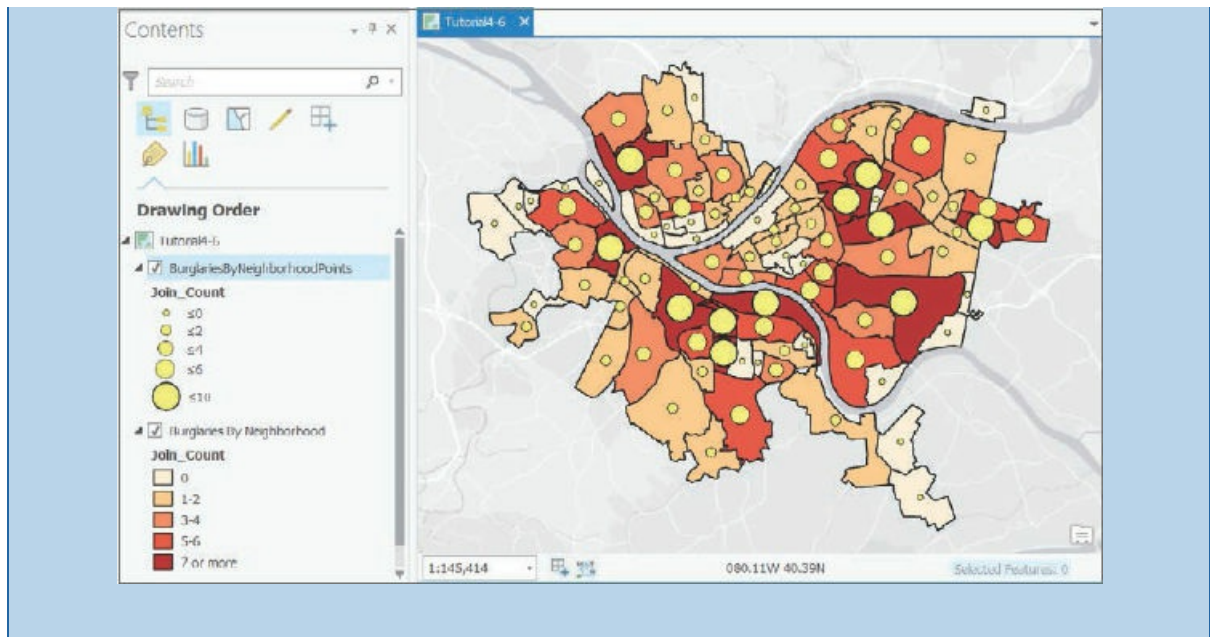 Contents
Tutorial4-6
Search
Drawing Order
Tutorial4-6
BurglariesByNeighborhoodPoints
Join_Count
≤0
≤2
≤4
≤6
≤10
Burglaries By Neighborhood
Join_Count
0
1-2
3-4
5-6
7 or more
1:145,414
080.11W 40.39N
Selected Features: 0